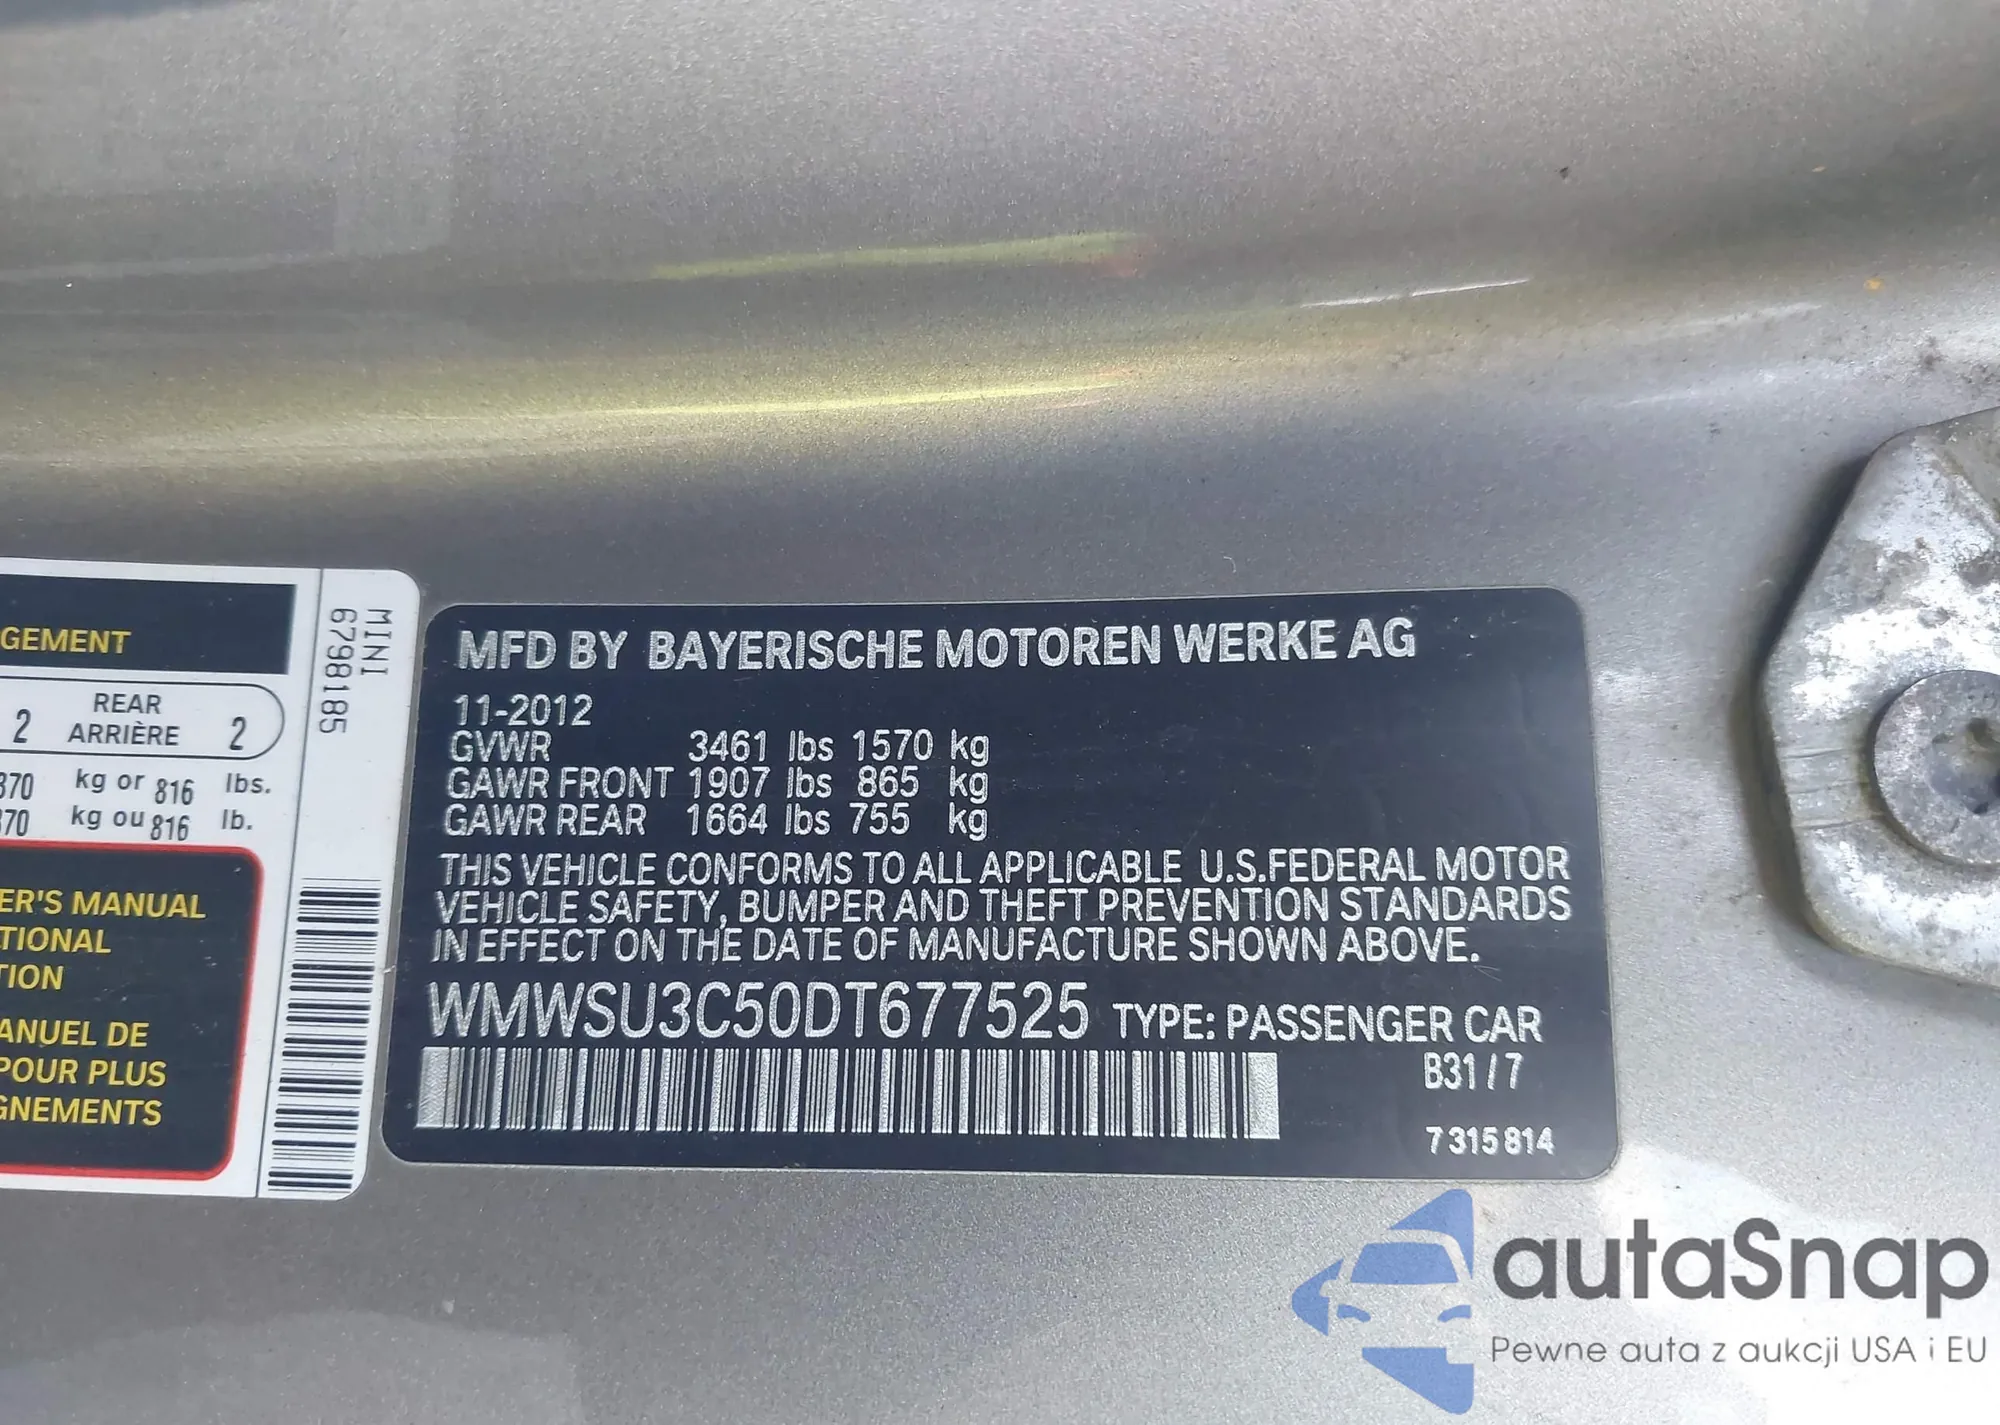 GEMENT
2 REAR ARRIÈRE 2
370 kg or 816 lbs.
370 kg ou 816 lb.
ER'S MANUAL
TIONAL
TION
ANUEL DE
POUR PLUS
GNEMENTS
MINI
6798185
MFD BY BAYERISCHE MOTOREN WERKE AG
11-2012
GVWR 3461 lbs 1570 kg
GAWR FRONT 1907 lbs 865 kg
GAWR REAR 1664 lbs 755 kg
THIS VEHICLE CONFORMS TO ALL APPLICABLE U.S.FEDERAL MOTOR
VEHICLE SAFETY, BUMPER AND THEFT PREVENTION STANDARDS
IN EFFECT ON THE DATE OF MANUFACTURE SHOWN ABOVE.
WMWSU3C50DT677525 TYPE: PASSENGER CAR
B31/7
7315814
autaSnap
Pewne auta z aukcji USA i EU